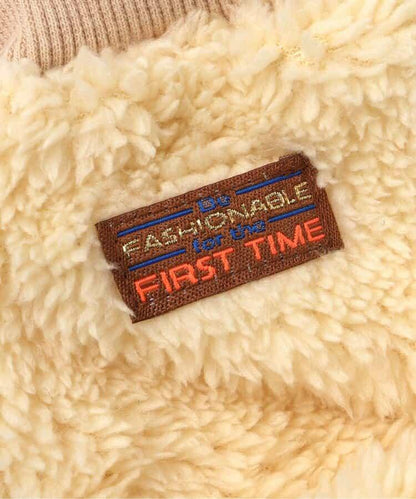 Be
FASHIONABLE
for the
FIRST TIME